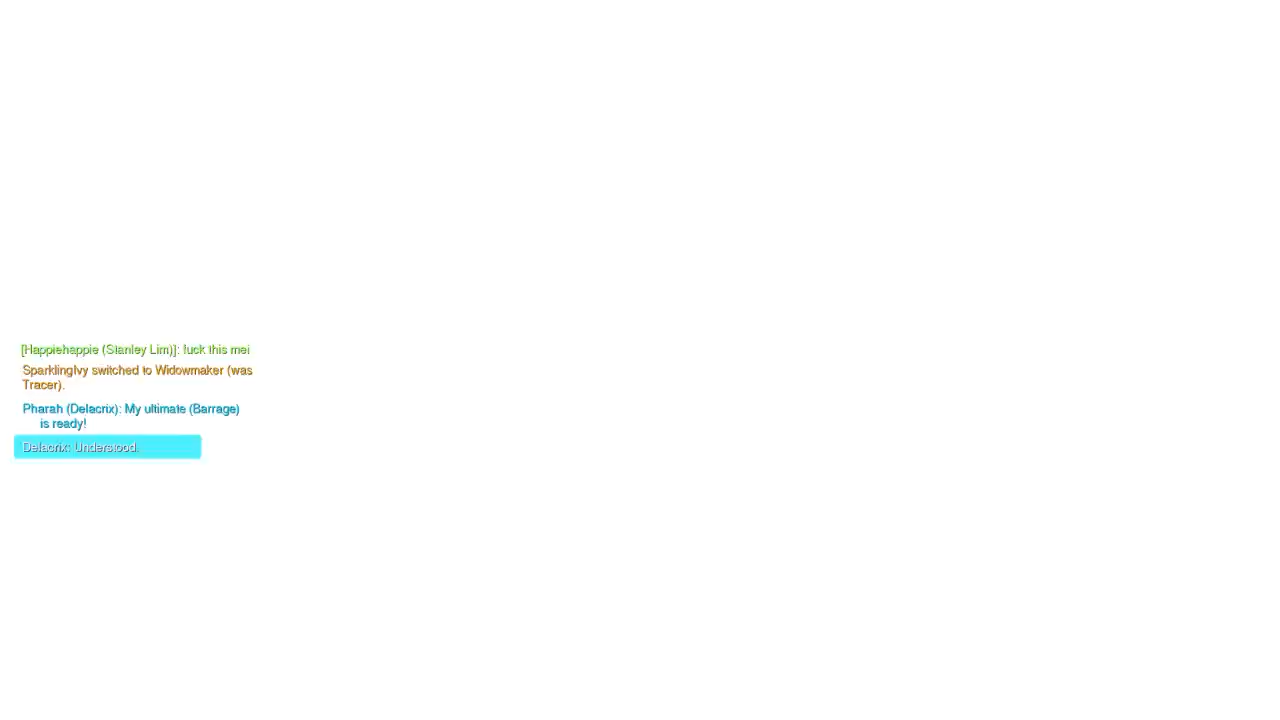 [Happiehappie (Stanley Lim)]: fuck this mei
SparklingIvy switched to Widowmaker (was
Tracer).
Pharah (Delacrix): My ultimate (Barrage)
is ready!
Delacrix: Understood.